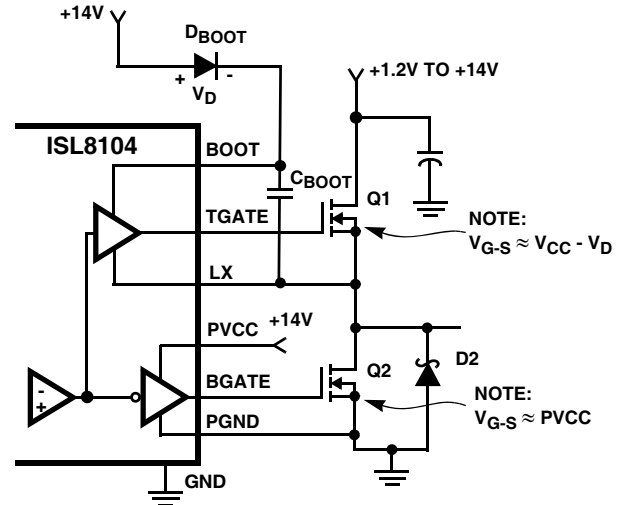 +14V
DBOOT
+ -
VD
+1.2V TO +14V
ISL8104
BOOT
CBOOT
Q1
TGATE
NOTE:
VG-S ≈ VCC - VD
LX
PVCC
+14V
Q2
D2
BGATE
NOTE:
VG-S ≈ PVCC
-
+
PGND
GND